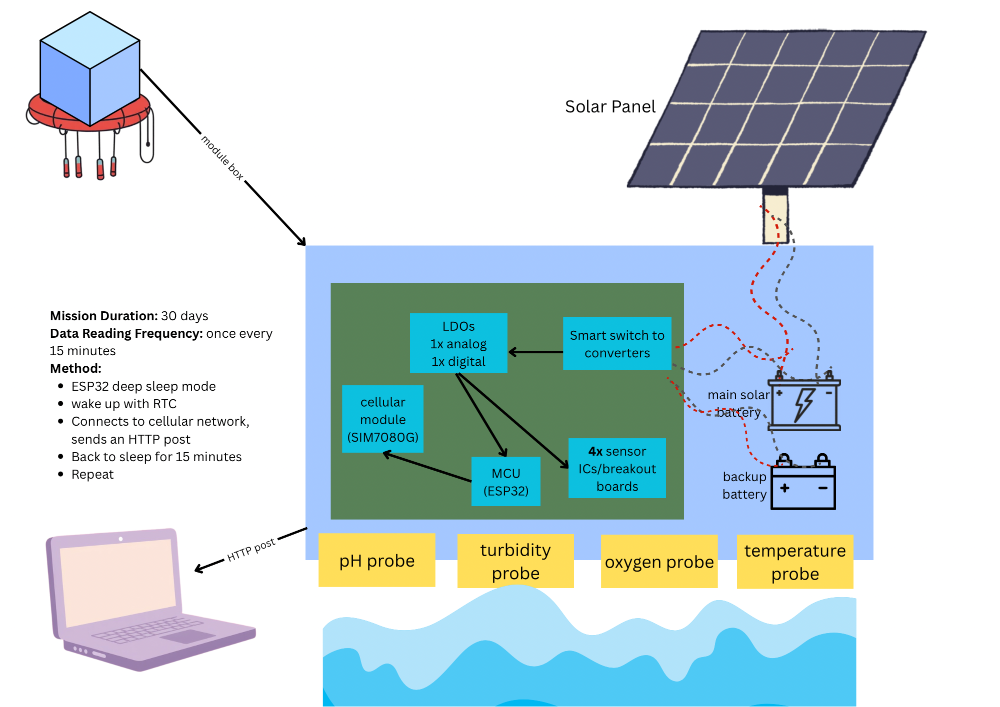 Solar Panel
module box
Mission Duration: 30 days
Data Reading Frequency: once every
15 minutes
Method:
ESP32 deep sleep mode
wake up with RTC
Connects to cellular network,
sends an HTTP post
Back to sleep for 15 minutes
Repeat
LDOs
1x analog
1x digital
Smart switch to
converters
cellular
module
(SIM7080G)
MCU
(ESP32)
4x sensor
ICs/breakout
boards
main solar
battery
+ -
backup
battery
+ -
HTTP post
pH probe
turbidity
probe
oxygen probe
temperature
probe